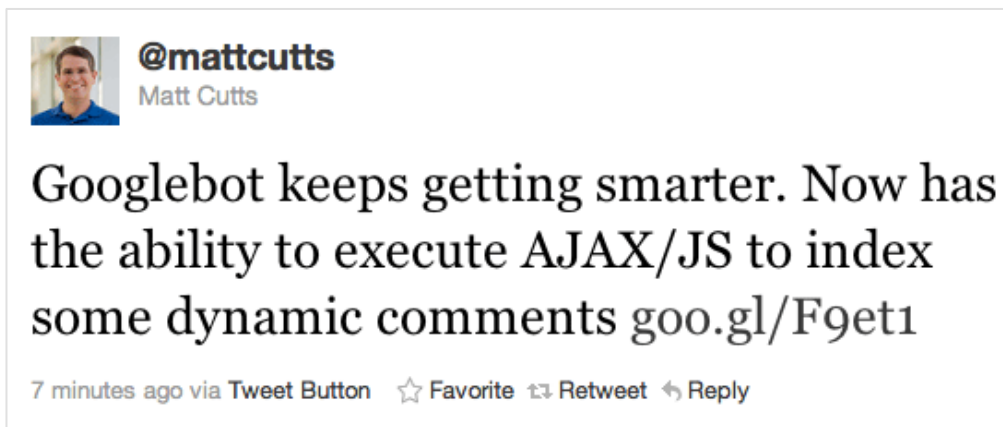 @mattcutts
Matt Cutts
Googlebot keeps getting smarter. Now has
the ability to execute AJAX/JS to index
some dynamic comments goo.gl/F9et1
7 minutes ago via Tweet Button Favorite Retweet Reply